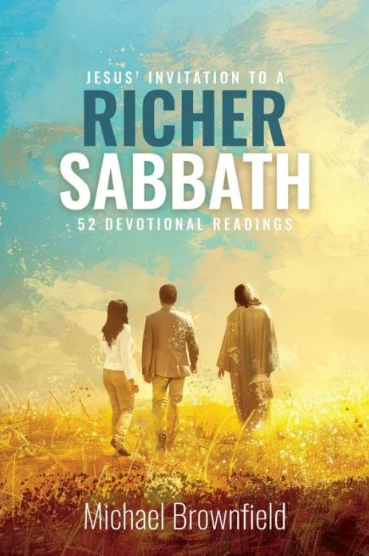 JESUS' INVITATION TO A
RICHER
SABBATH
52 DEVOTIONAL READINGS
Michael Brownfield